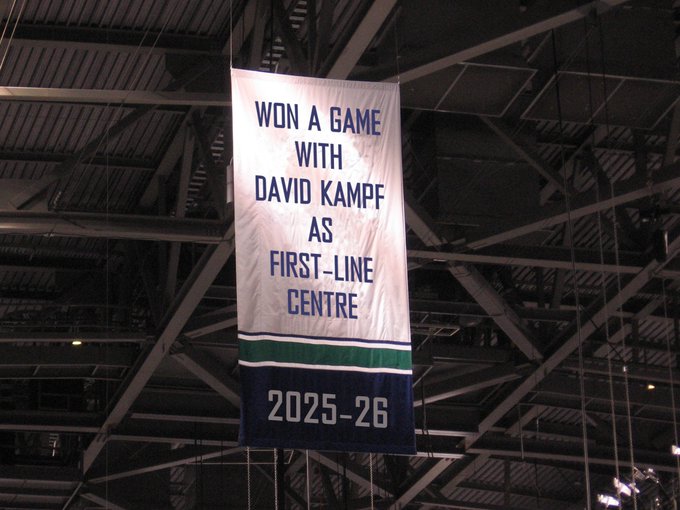 WON A GAME
WITH
DAVID KAMPF
AS
FIRST-LINE
CENTRE
2025-26